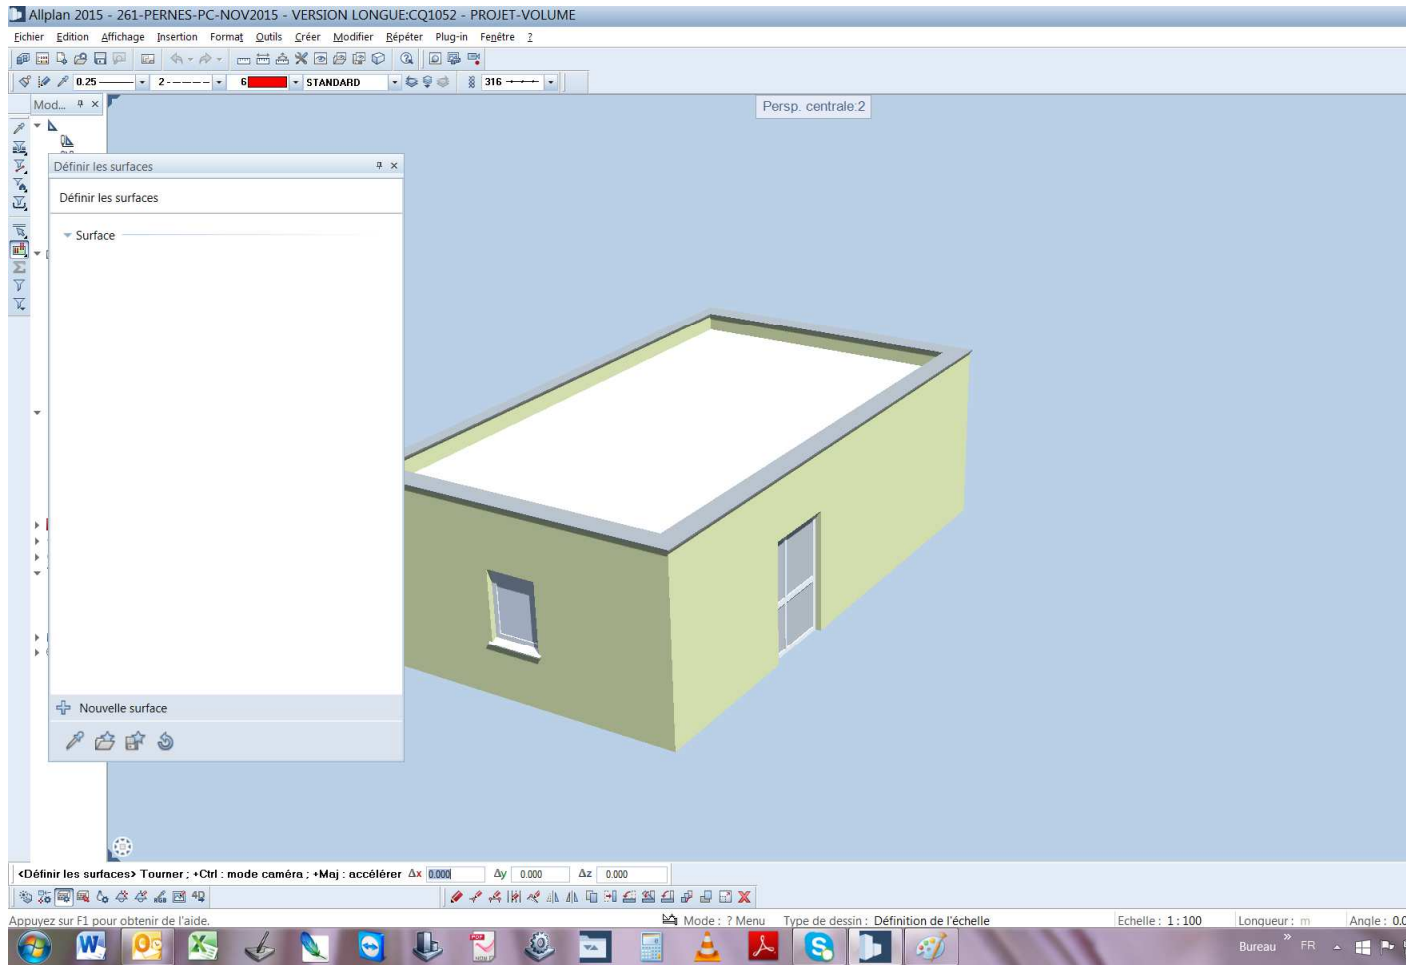 Allplan 2015 - 261-PERNES-PC-NOV2015 - VERSION LONGUE:CQ1052 - PROJET-VOLUME
Fichier Edition Affichage Insertion Format Outils Créer Modifier Répéter Plug-in Fenêtre ?
0.25 2 6 STANDARD 316
Mod...
Persp. centrale:2
Définir les surfaces
Définir les surfaces
Surface
Nouvelle surface
<Définir les surfaces> Tourner ; +Ctrl : mode caméra ; +Maj : accélérer Δx 0.000 Δy 0.000 Δz 0.000
Appuyez sur F1 pour obtenir de l'aide. Mode : ? Menu Type de dessin : Définition de l'échelle Echelle : 1 : 100 Longueur : m Angle : 0.0
Bureau » FR